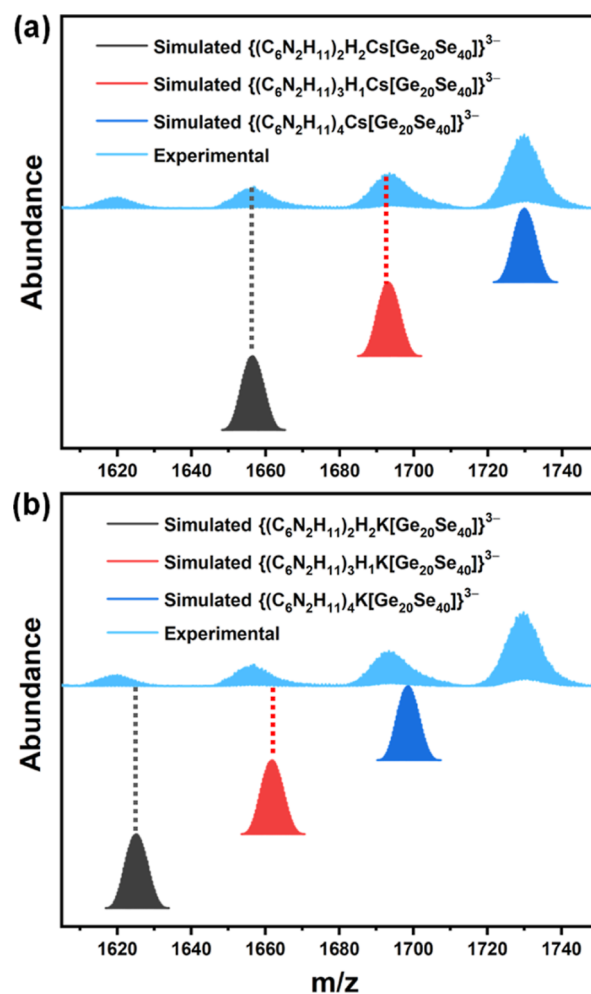 (a)
Simulated {(C₆N₂H₁₁)₂H₂Cs[Ge₂₀Se₄₀]}³⁻
Simulated {(C₆N₂H₁₁)₃H₁Cs[Ge₂₀Se₄₀]}³⁻
Simulated {(C₆N₂H₁₁)₄Cs[Ge₂₀Se₄₀]}³⁻
Experimental
Abundance
1620 1640 1660 1680 1700 1720 1740
(b)
Simulated {(C₆N₂H₁₁)₂H₂K[Ge₂₀Se₄₀]}³⁻
Simulated {(C₆N₂H₁₁)₃H₁K[Ge₂₀Se₄₀]}³⁻
Simulated {(C₆N₂H₁₁)₄K[Ge₂₀Se₄₀]}³⁻
Experimental
Abundance
1620 1640 1660 1680 1700 1720 1740
m/z